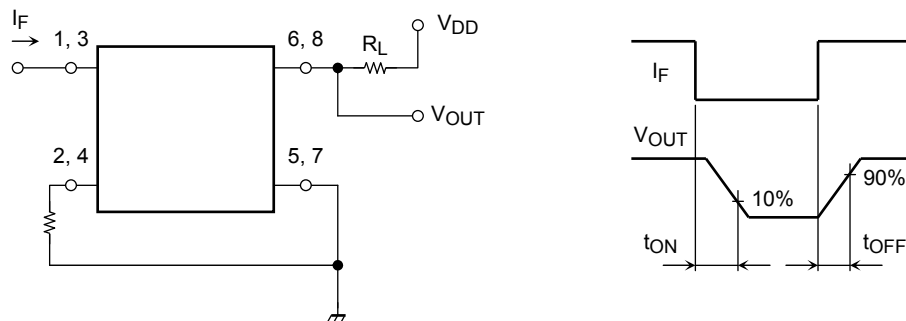 IF
1, 3
6, 8
RL
VDD
VOUT
2, 4
5, 7
IF
VOUT
10%
90%
tON
tOFF